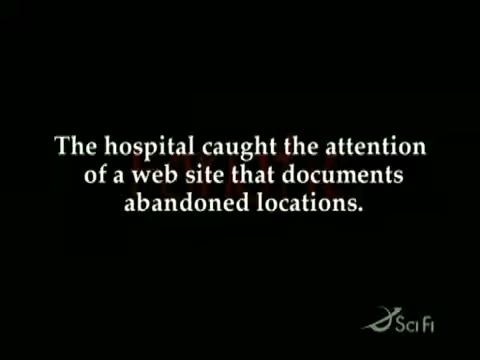 The hospital caught the attention
of a web site that documents
abandoned locations.
SciFi